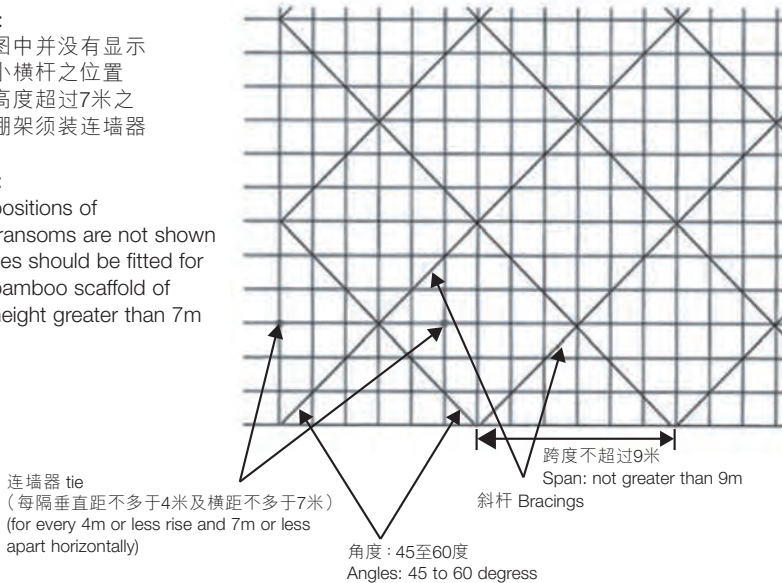 :
图中并没有显示
小横杆之位置
高度超过7米之
棚架须装连墙器
:
positions of
ransoms are not shown
es should be fitted for
bamboo scaffold of
height greater than 7m
连墙器 tie
（每隔垂直距不多于4米及横距不多于7米）
(for every 4m or less rise and 7m or less
apart horizontally)
跨度不超过9米
Span: not greater than 9m
斜杆 Bracings
角度：45至60度
Angles: 45 to 60 degress